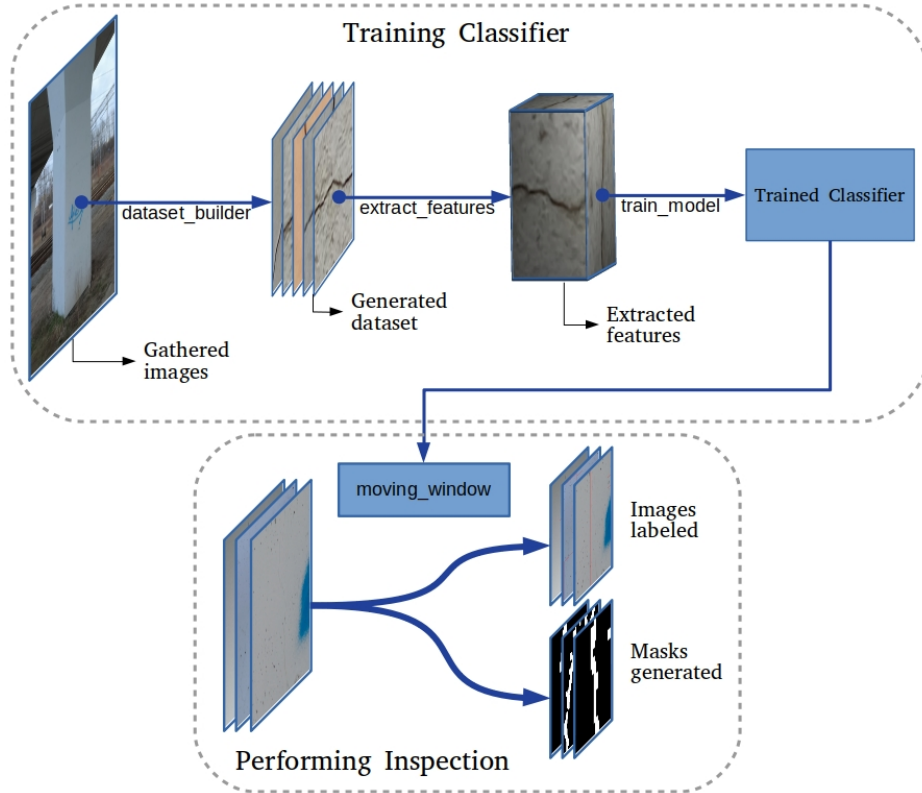 Training Classifier
dataset_builder
extract_features
train_model
Trained Classifier
Generated
dataset
Extracted
features
Gathered
images
moving_window
Images
labeled
Masks
generated
Performing Inspection